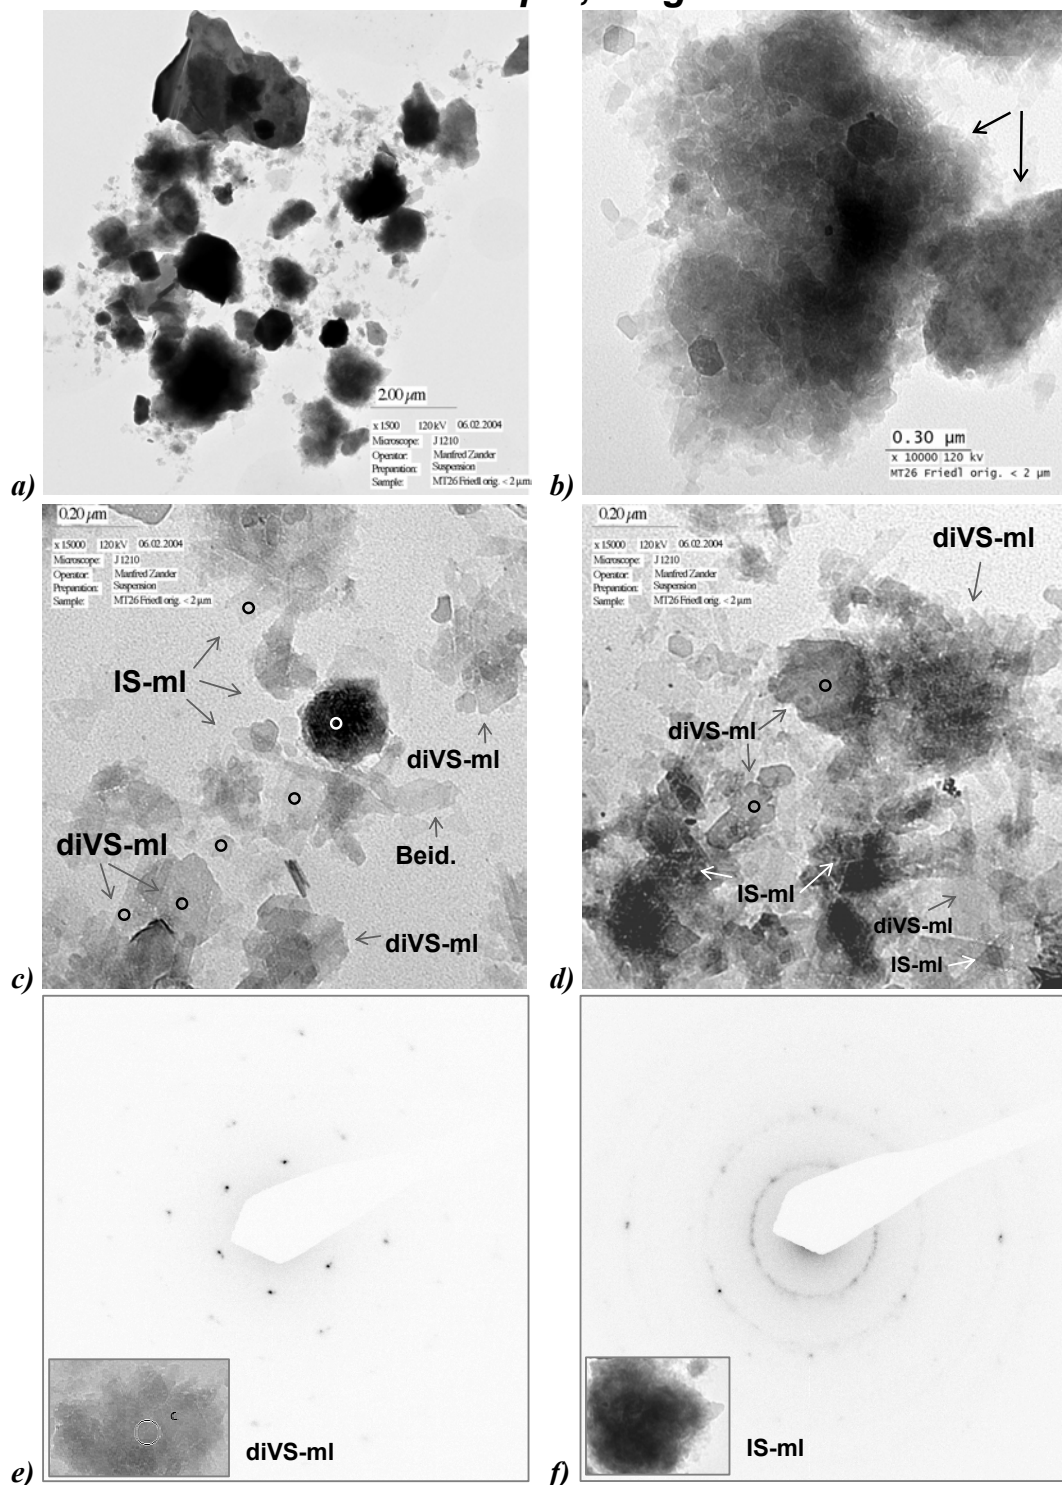 a)
2.00 µm
x 1500 120 kV 06.02.2004
Microscope: J 1210
Operator: Manfred Zander
Preparation: Suspension
Sample: MT26 Friedl orig. < 2 µm
b)
0.30 µm
x 10000 120 kV
MT26 Friedl orig. < 2 µm
c)
0.20 µm
x 15000 120 kV 06.02.2004
Microscope: J 1210
Operator: Manfred Zander
Preparation: Suspension
Sample: MT26 Friedl orig. < 2 µm
IS-ml
diVS-ml
Beid.
diVS-ml
diVS-ml
d)
0.20 µm
x 15000 120 kV 06.02.2004
Microscope: J 1210
Operator: Manfred Zander
Preparation: Suspension
Sample: MT26 Friedl orig. < 2 µm
diVS-ml
diVS-ml
IS-ml
diVS-ml
IS-ml
e)
c
diVS-ml
f)
IS-ml